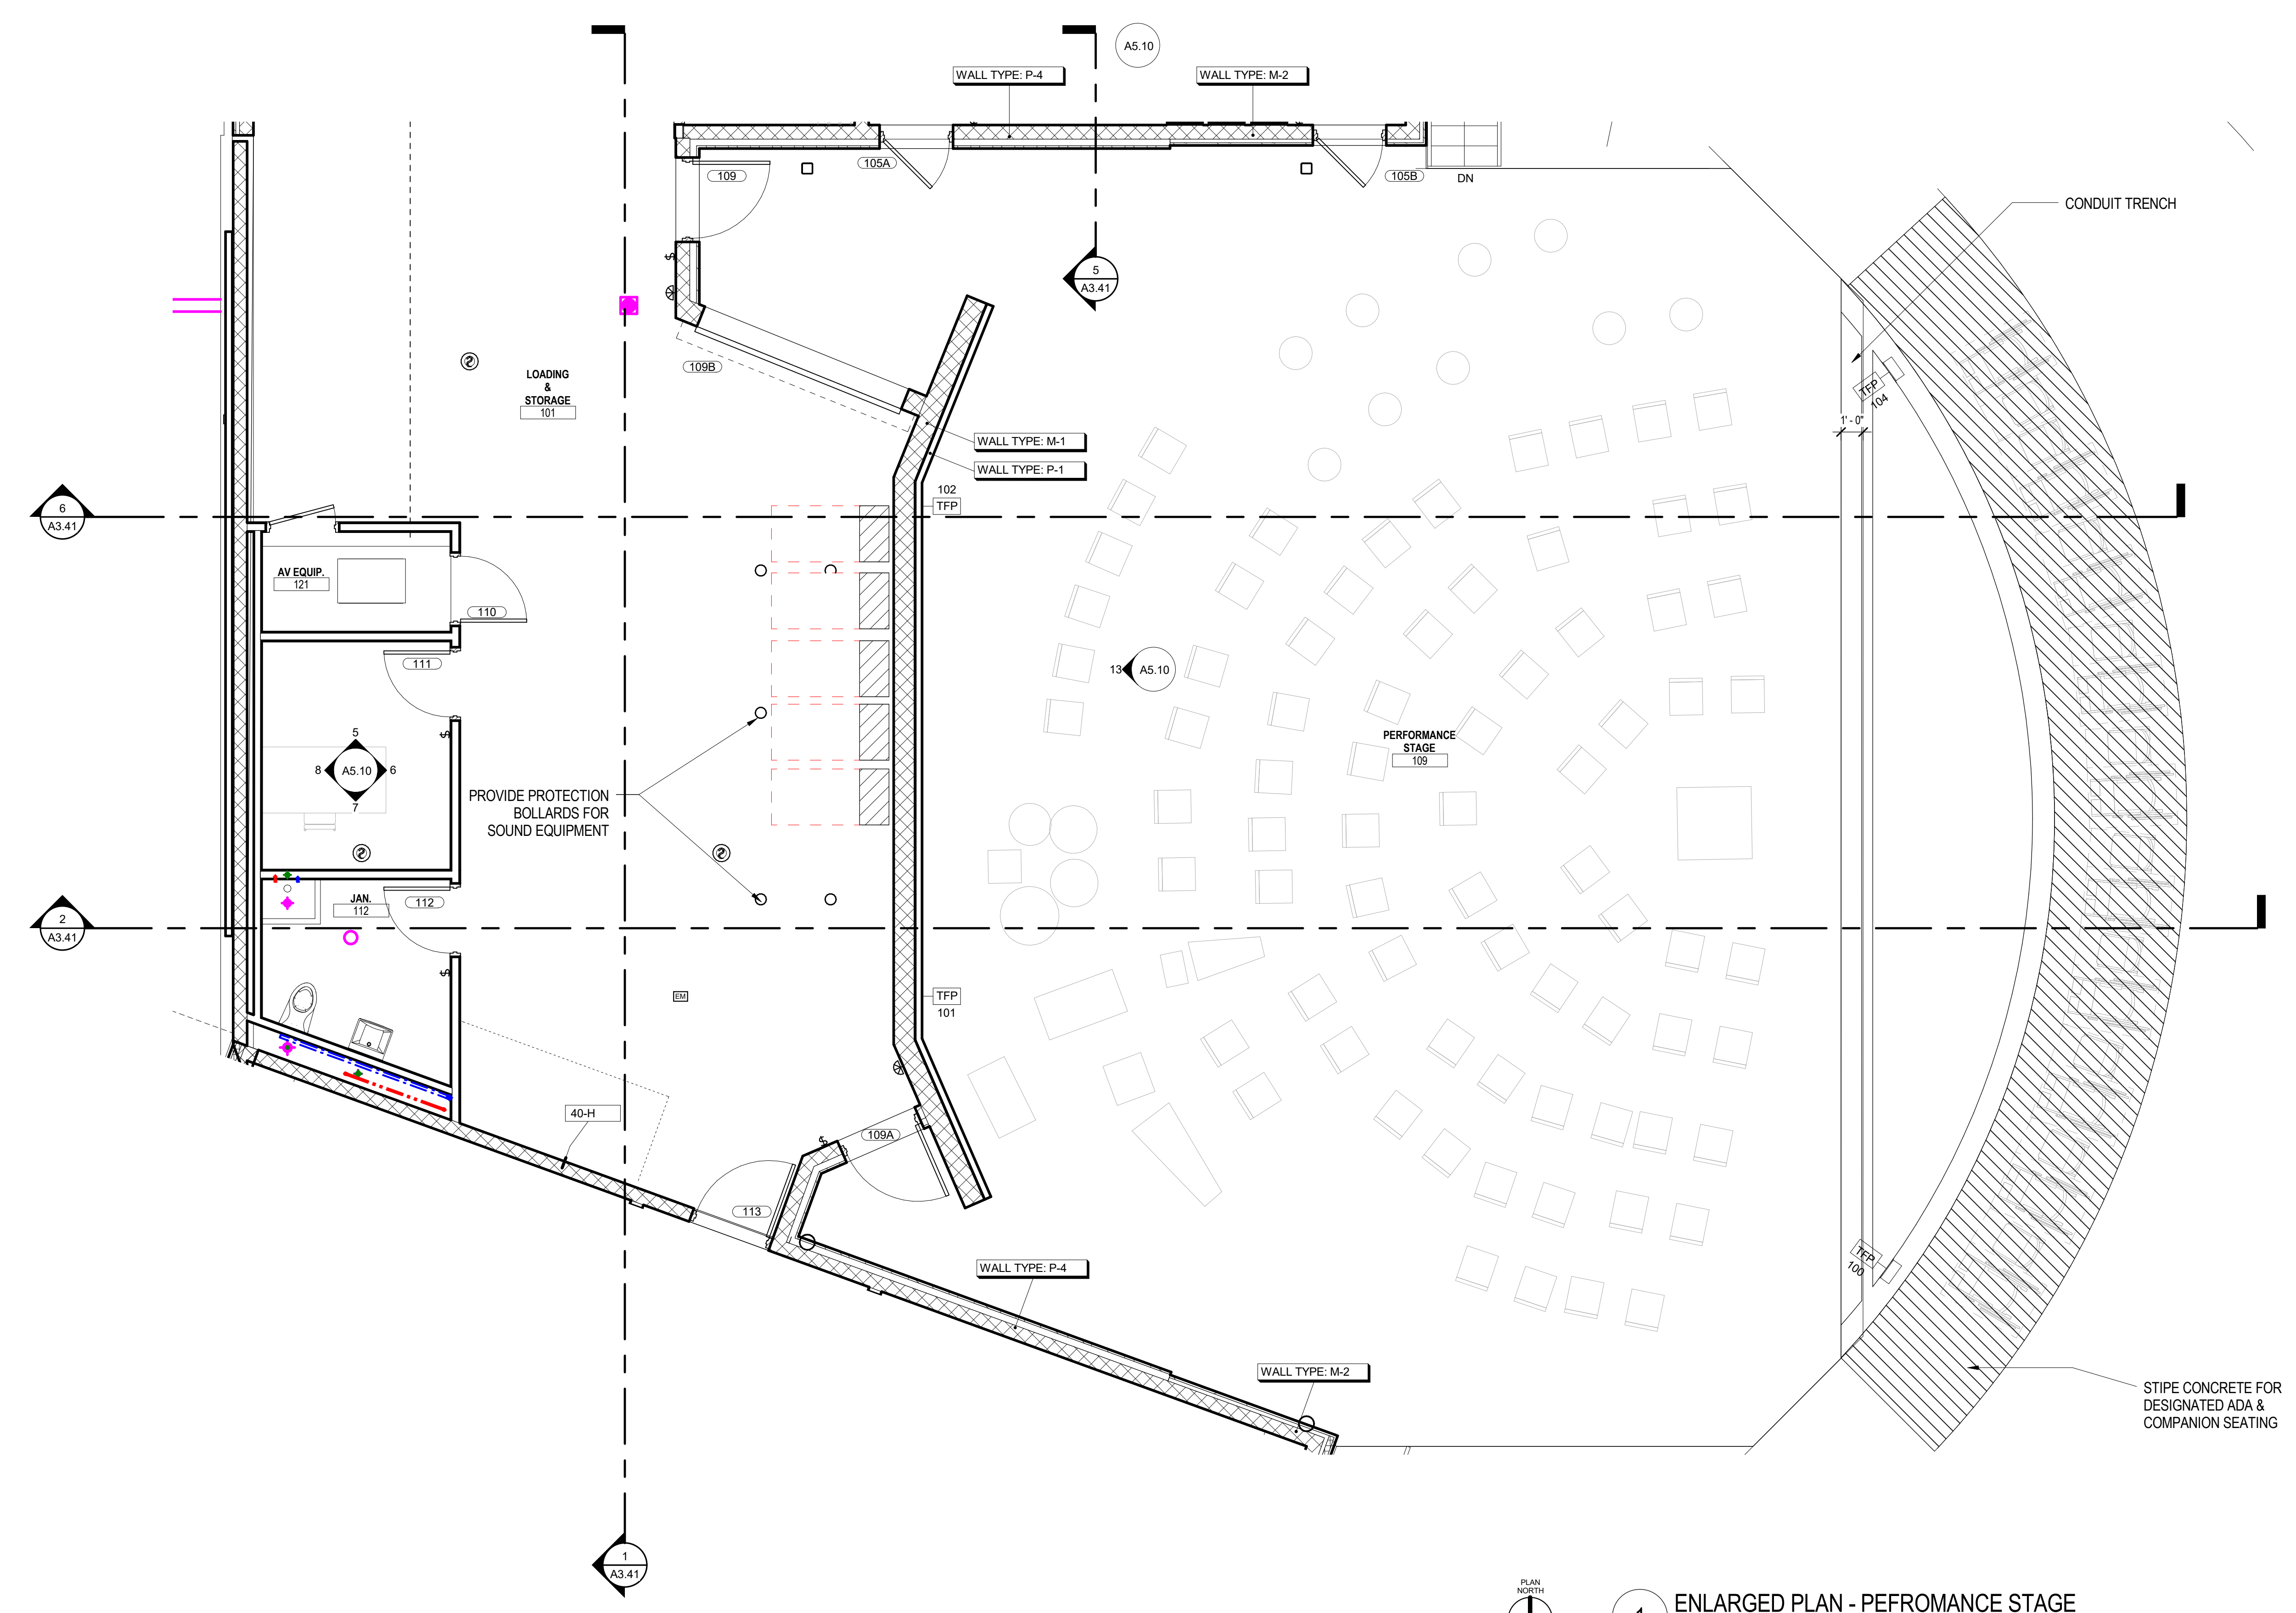 A5.10
WALL TYPE: P-4
WALL TYPE: M-2
105A
109
105B
DN
CONDUIT TRENCH
5
A3.41
109B
LOADING
&
STORAGE
101
TFP
104
1' - 0"
WALL TYPE: M-1
WALL TYPE: P-1
102
TFP
6
A3.41
AV EQUIP.
121
110
111
13
A5.10
5
8
A5.10
6
7
PERFORMANCE
STAGE
109
PROVIDE PROTECTION
BOLLARDS FOR
SOUND EQUIPMENT
JAN.
112
112
2
A3.41
EM
TFP
101
40-H
109A
113
TFP
100
WALL TYPE: P-4
WALL TYPE: M-2
STIPE CONCRETE FOR
DESIGNATED ADA &
COMPANION SEATING
1
A3.41
PLAN
NORTH
ENLARGED PLAN - PEFROMANCE STAGE